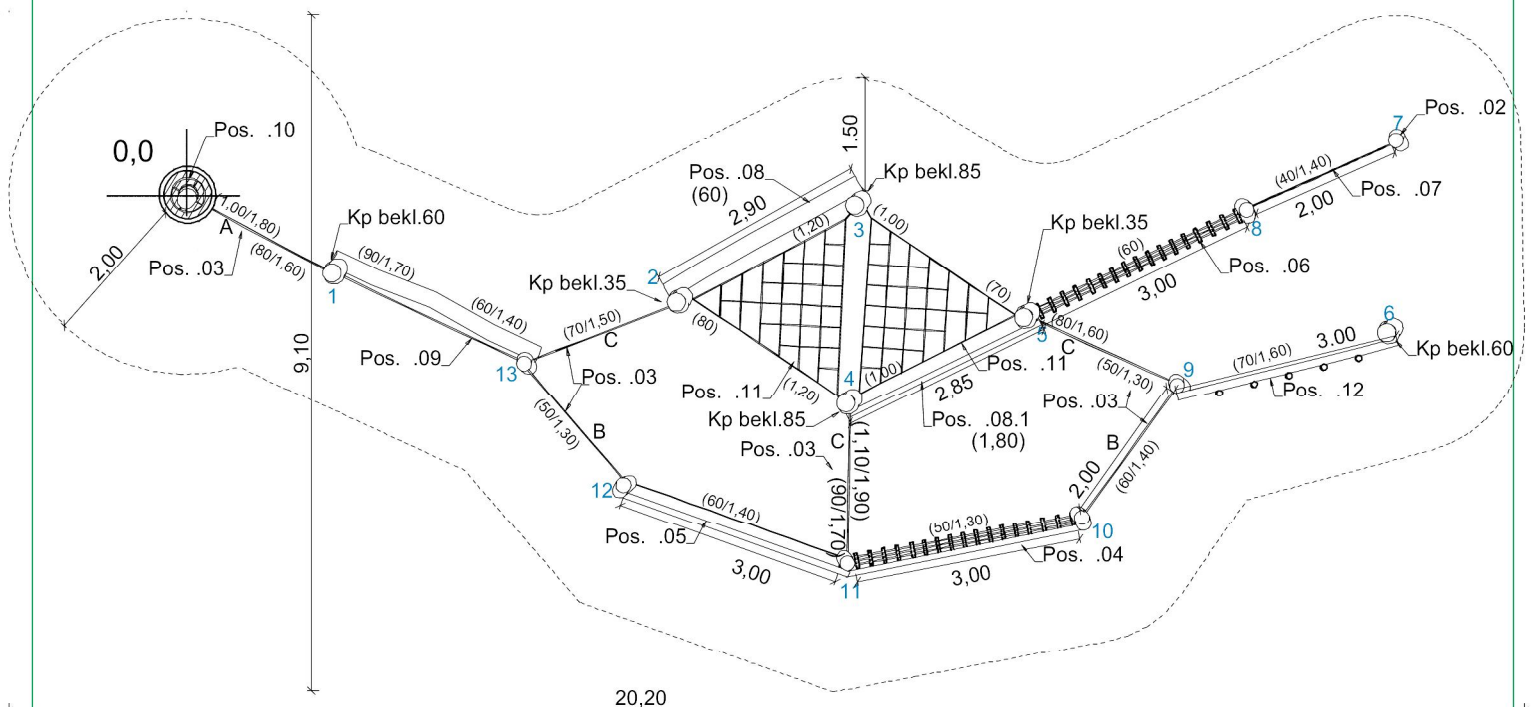 7
Pos. .02
Pos. .10
0,0
1.50
Pos. .08
(60)
Kp bekl.85
(40/1,40)
Pos. .07
2,00
2,90
(1,20)
3
(1,00)
8
(1,00/1,80)
A
Kp bekl.60
Kp bekl.35
(60)
Pos. .06
2,00
Pos. .03
(80/1.60)
(90/1,70)
1
Kp bekl.35
2
3,00
(70)
(60/1,40)
(70/1,50)
C
(80)
5
(80/1,60)
C
6
3.00
Kp bekl.60
9,10
Pos. .09
13
Pos. .03
Pos. .11
(1,20)
4
(1,00)
Pos. .11
2,85
(50/1,30)
9
(70/1,60)
Pos. .12
(50/1,30)
B
Kp bekl.85
C
Pos. .03
Pos. .08.1
(1,80)
Pos. .03
B
2,00
(60/1,40)
(1,10/1,90)
(90/1,70)
12
(60/1,40)
Pos. .05
3,00
(50/1,30)
10
Pos. .04
3,00
11
20,20